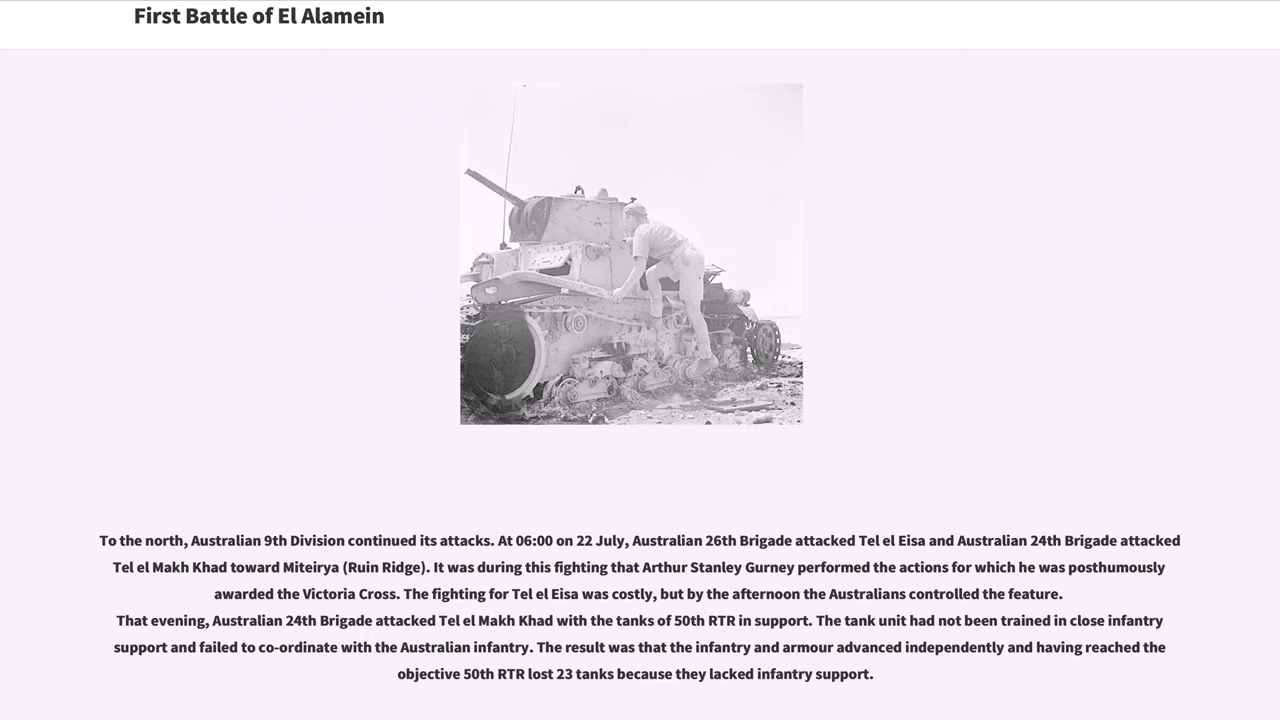 First Battle of El Alamein
To the north, Australian 9th Division continued its attacks. At 06:00 on 22 July, Australian 26th Brigade attacked Tel el Eisa and Australian 24th Brigade attacked
Tel el Makh Khad toward Miteirya (Ruin Ridge). It was during this fighting that Arthur Stanley Gurney performed the actions for which he was posthumously
awarded the Victoria Cross. The fighting for Tel el Eisa was costly, but by the afternoon the Australians controlled the feature.
That evening, Australian 24th Brigade attacked Tel el Makh Khad with the tanks of 50th RTR in support. The tank unit had not been trained in close infantry
support and failed to co-ordinate with the Australian infantry. The result was that the infantry and armour advanced independently and having reached the
objective 50th RTR lost 23 tanks because they lacked infantry support.